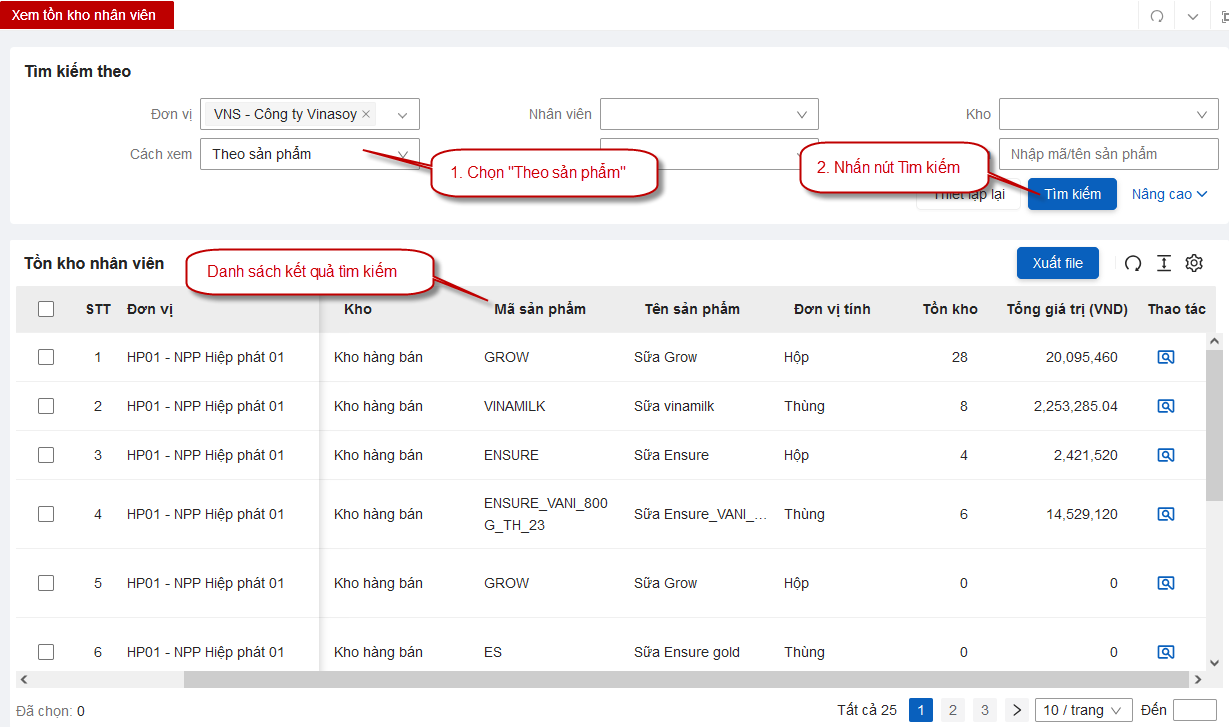 Xem tồn kho nhân viên
Tìm kiếm theo
Đơn vị VNS - Công ty Vinasoy × Nhân viên Kho
Cách xem Theo sản phẩm Nhập mã/tên sản phẩm
1. Chọn "Theo sản phẩm"
2. Nhấn nút Tìm kiếm
Thiết lập lại Tìm kiếm Nâng cao
Tồn kho nhân viên Xuất file
Danh sách kết quả tìm kiếm
STT Đơn vị Kho Mã sản phẩm Tên sản phẩm Đơn vị tính Tồn kho Tổng giá trị (VND) Thao tác
1 HP01 - NPP Hiệp phát 01 Kho hàng bán GROW Sữa Grow Hộp 28 20,095,460
2 HP01 - NPP Hiệp phát 01 Kho hàng bán VINAMILK Sữa vinamilk Thùng 8 2,253,285.04
3 HP01 - NPP Hiệp phát 01 Kho hàng bán ENSURE Sữa Ensure Hộp 4 2,421,520
4 HP01 - NPP Hiệp phát 01 Kho hàng bán ENSURE_VANI_800 Sữa Ensure_VANI_... Thùng 6 14,529,120
G_TH_23
5 HP01 - NPP Hiệp phát 01 Kho hàng bán GROW Sữa Grow Hộp 0 0
6 HP01 - NPP Hiệp phát 01 Kho hàng bán ES Sữa Ensure gold Thùng 0 0
Đã chọn: 0 Tất cả 25 1 2 3 10 / trang Đến